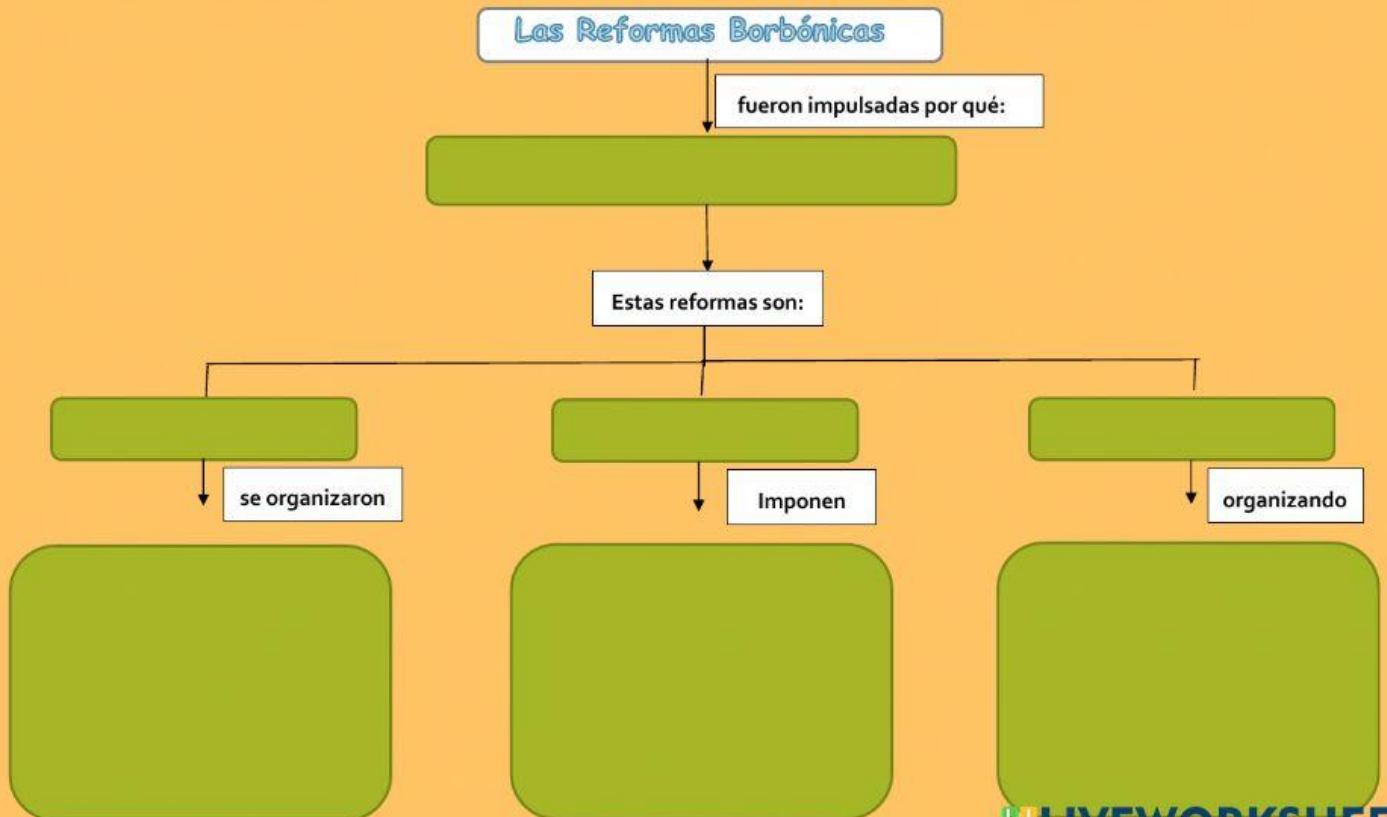 Las Reformas Borbónicas
fueron impulsadas por qué:
Estas reformas son:
se organizaron
Imponen
organizando